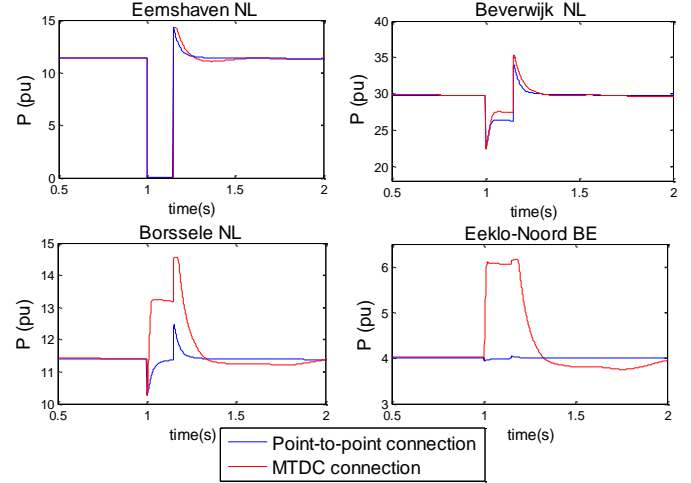 Eemshaven NL
Beverwijk NL
P (pu)
15
10
5
0
0.5
1
1.5
2
time(s)
P (pu)
40
35
30
25
20
0.5
1
1.5
2
time(s)
Borssele NL
Eeklo-Noord BE
P (pu)
15
14
13
12
11
10
0.5
1
1.5
2
time(s)
P (pu)
6
5
4
3
0.5
1
1.5
2
time(s)
Point-to-point connection
MTDC connection